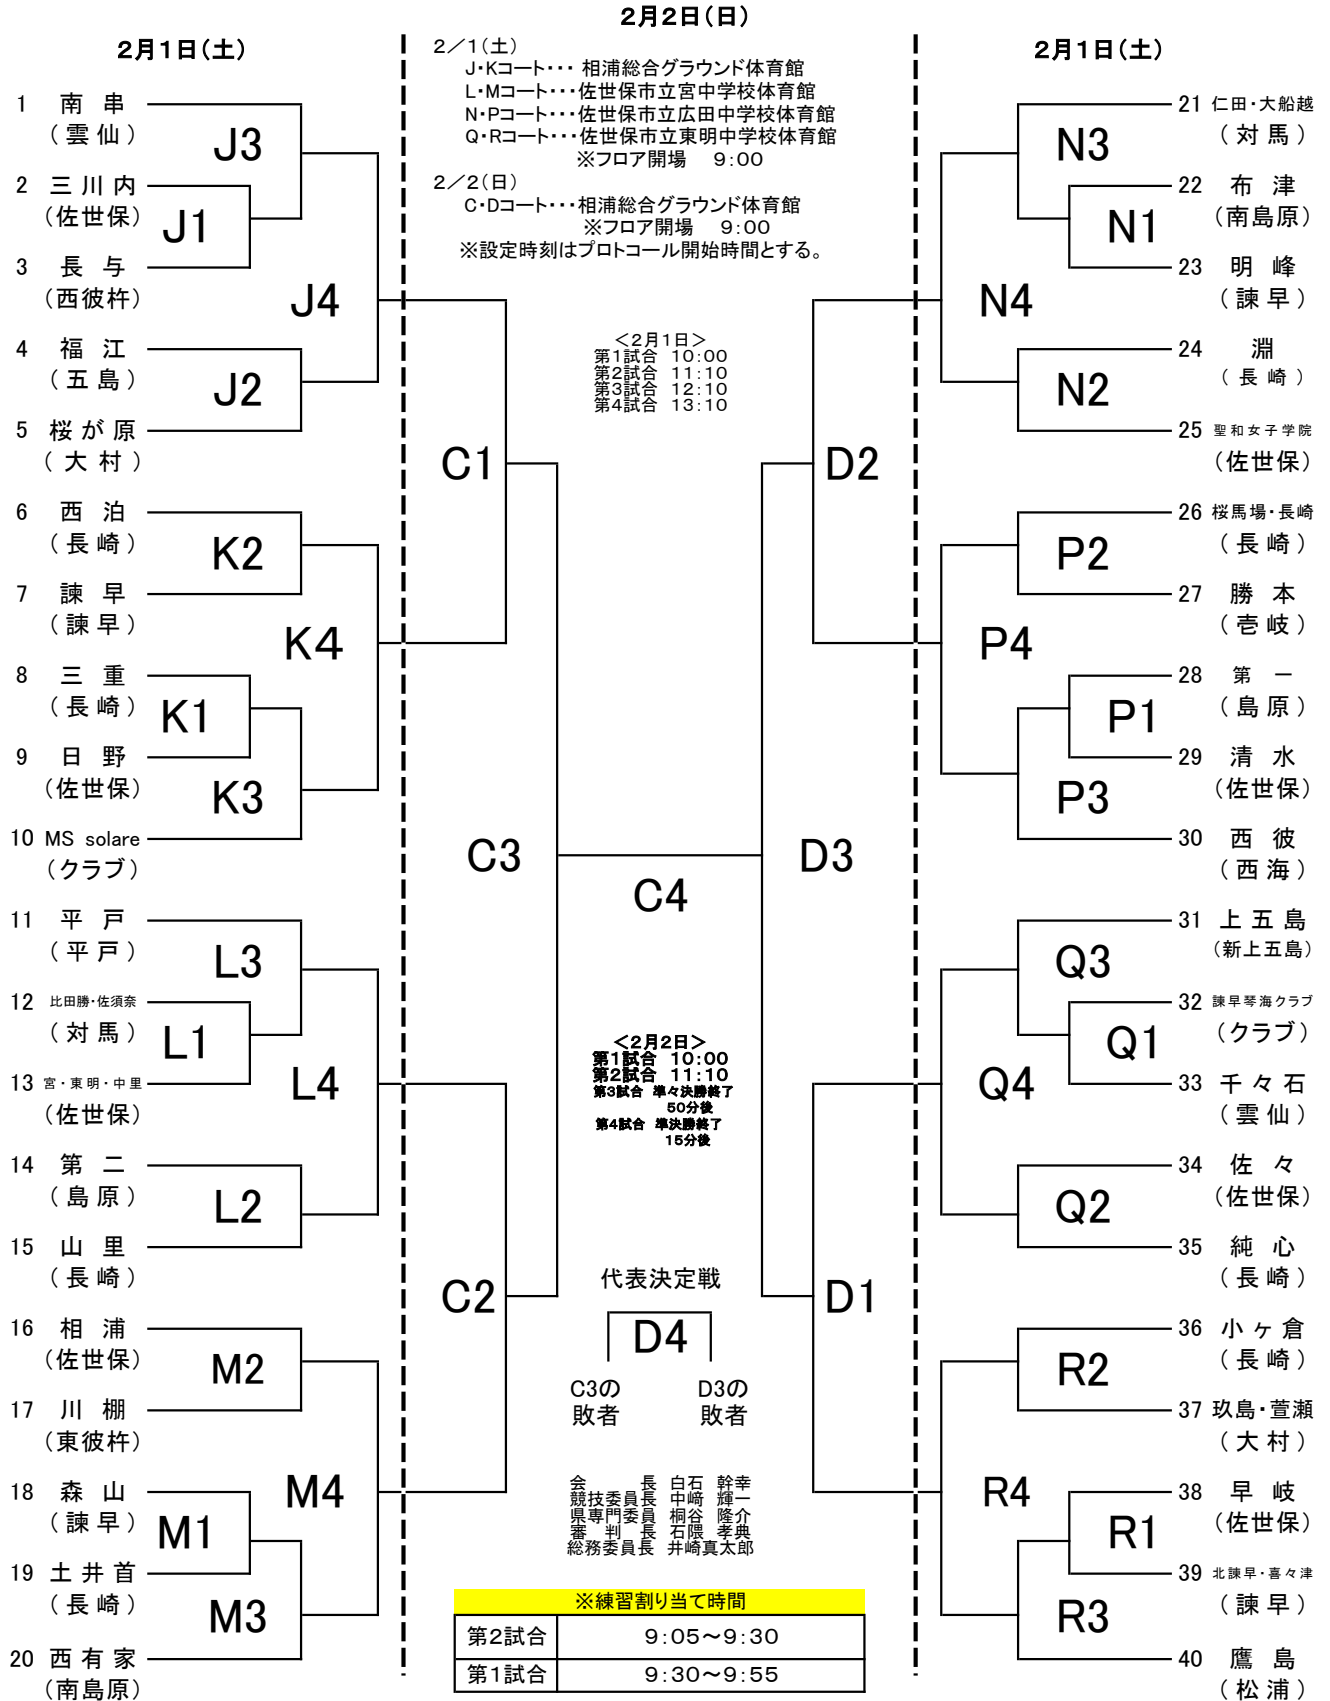 2月2日(日)
2月1日(土)
1 南 串
(雲仙)
2 三川内
(佐世保)
3 長 与
(西彼杵)
4 福 江
(五島)
5 桜が原
(大村)
6 西 泊
(長崎)
7 諫 早
(諫早)
8 三 重
(長崎)
9 日 野
(佐世保)
10 MS solare
(クラブ)
11 平 戸
(平戸)
12 比田勝・佐須奈
(対馬)
13 宮・東明・中里
(佐世保)
14 第 二
(島原)
15 山 里
(長崎)
16 相 浦
(佐世保)
17 川 棚
(東彼杵)
18 森 山
(諫早)
19 土井首
(長崎)
20 西有家
(南島原)
J3
J1
J4
J2
K2
K4
K1
K3
L3
L1
L4
L2
M2
M4
M1
M3
2/1(土)
J・Kコート・・・ 相浦総合グラウンド体育館
L・Mコート・・・佐世保市立宮中学校体育館
N・Pコート・・・佐世保市立広田中学校体育館
Q・Rコート・・・佐世保市立東明中学校体育館
※フロア開場 9:00
2/2(日)
C・Dコート・・・相浦総合グラウンド体育館
※フロア開場 9:00
※設定時刻はプロトコール開始時間とする。
<2月1日>
第1試合 10:00
第2試合 11:10
第3試合 12:10
第4試合 13:10
C1
D2
C3
D3
C4
<2月2日>
第1試合 10:00
第2試合 11:10
第3試合 準々決勝終了
50分後
第4試合 準決勝終了
15分後
C2
D1
代表決定戦
D4
C3の
敗者
D3の
敗者
会 長 白石 幹幸
競技委員長 中﨑 輝一
県専門委員 桐谷 隆介
審 判 長 石隈 孝典
総務委員長 井崎真太郎
※練習割り当て時間
第2試合 9:05~9:30
第1試合 9:30~9:55
2月1日(土)
N3
N1
N4
N2
P2
P4
P1
P3
Q3
Q1
Q4
Q2
R2
R4
R1
R3
21 仁田・大船越
(対馬)
22 布 津
(南島原)
23 明 峰
(諫早)
24 淵
(長崎)
25 聖和女子学院
(佐世保)
26 桜馬場・長崎
(長崎)
27 勝 本
(壱岐)
28 第 一
(島原)
29 清 水
(佐世保)
30 西 彼
(西海)
31 上五島
(新上五島)
32 諫早琴海クラブ
(クラブ)
33 千々石
(雲仙)
34 佐 々
(佐世保)
35 純 心
(長崎)
36 小ヶ倉
(長崎)
37 玖島・萱瀬
(大村)
38 早 岐
(佐世保)
39 北諫早・喜々津
(諫早)
40 鷹 島
(松浦)